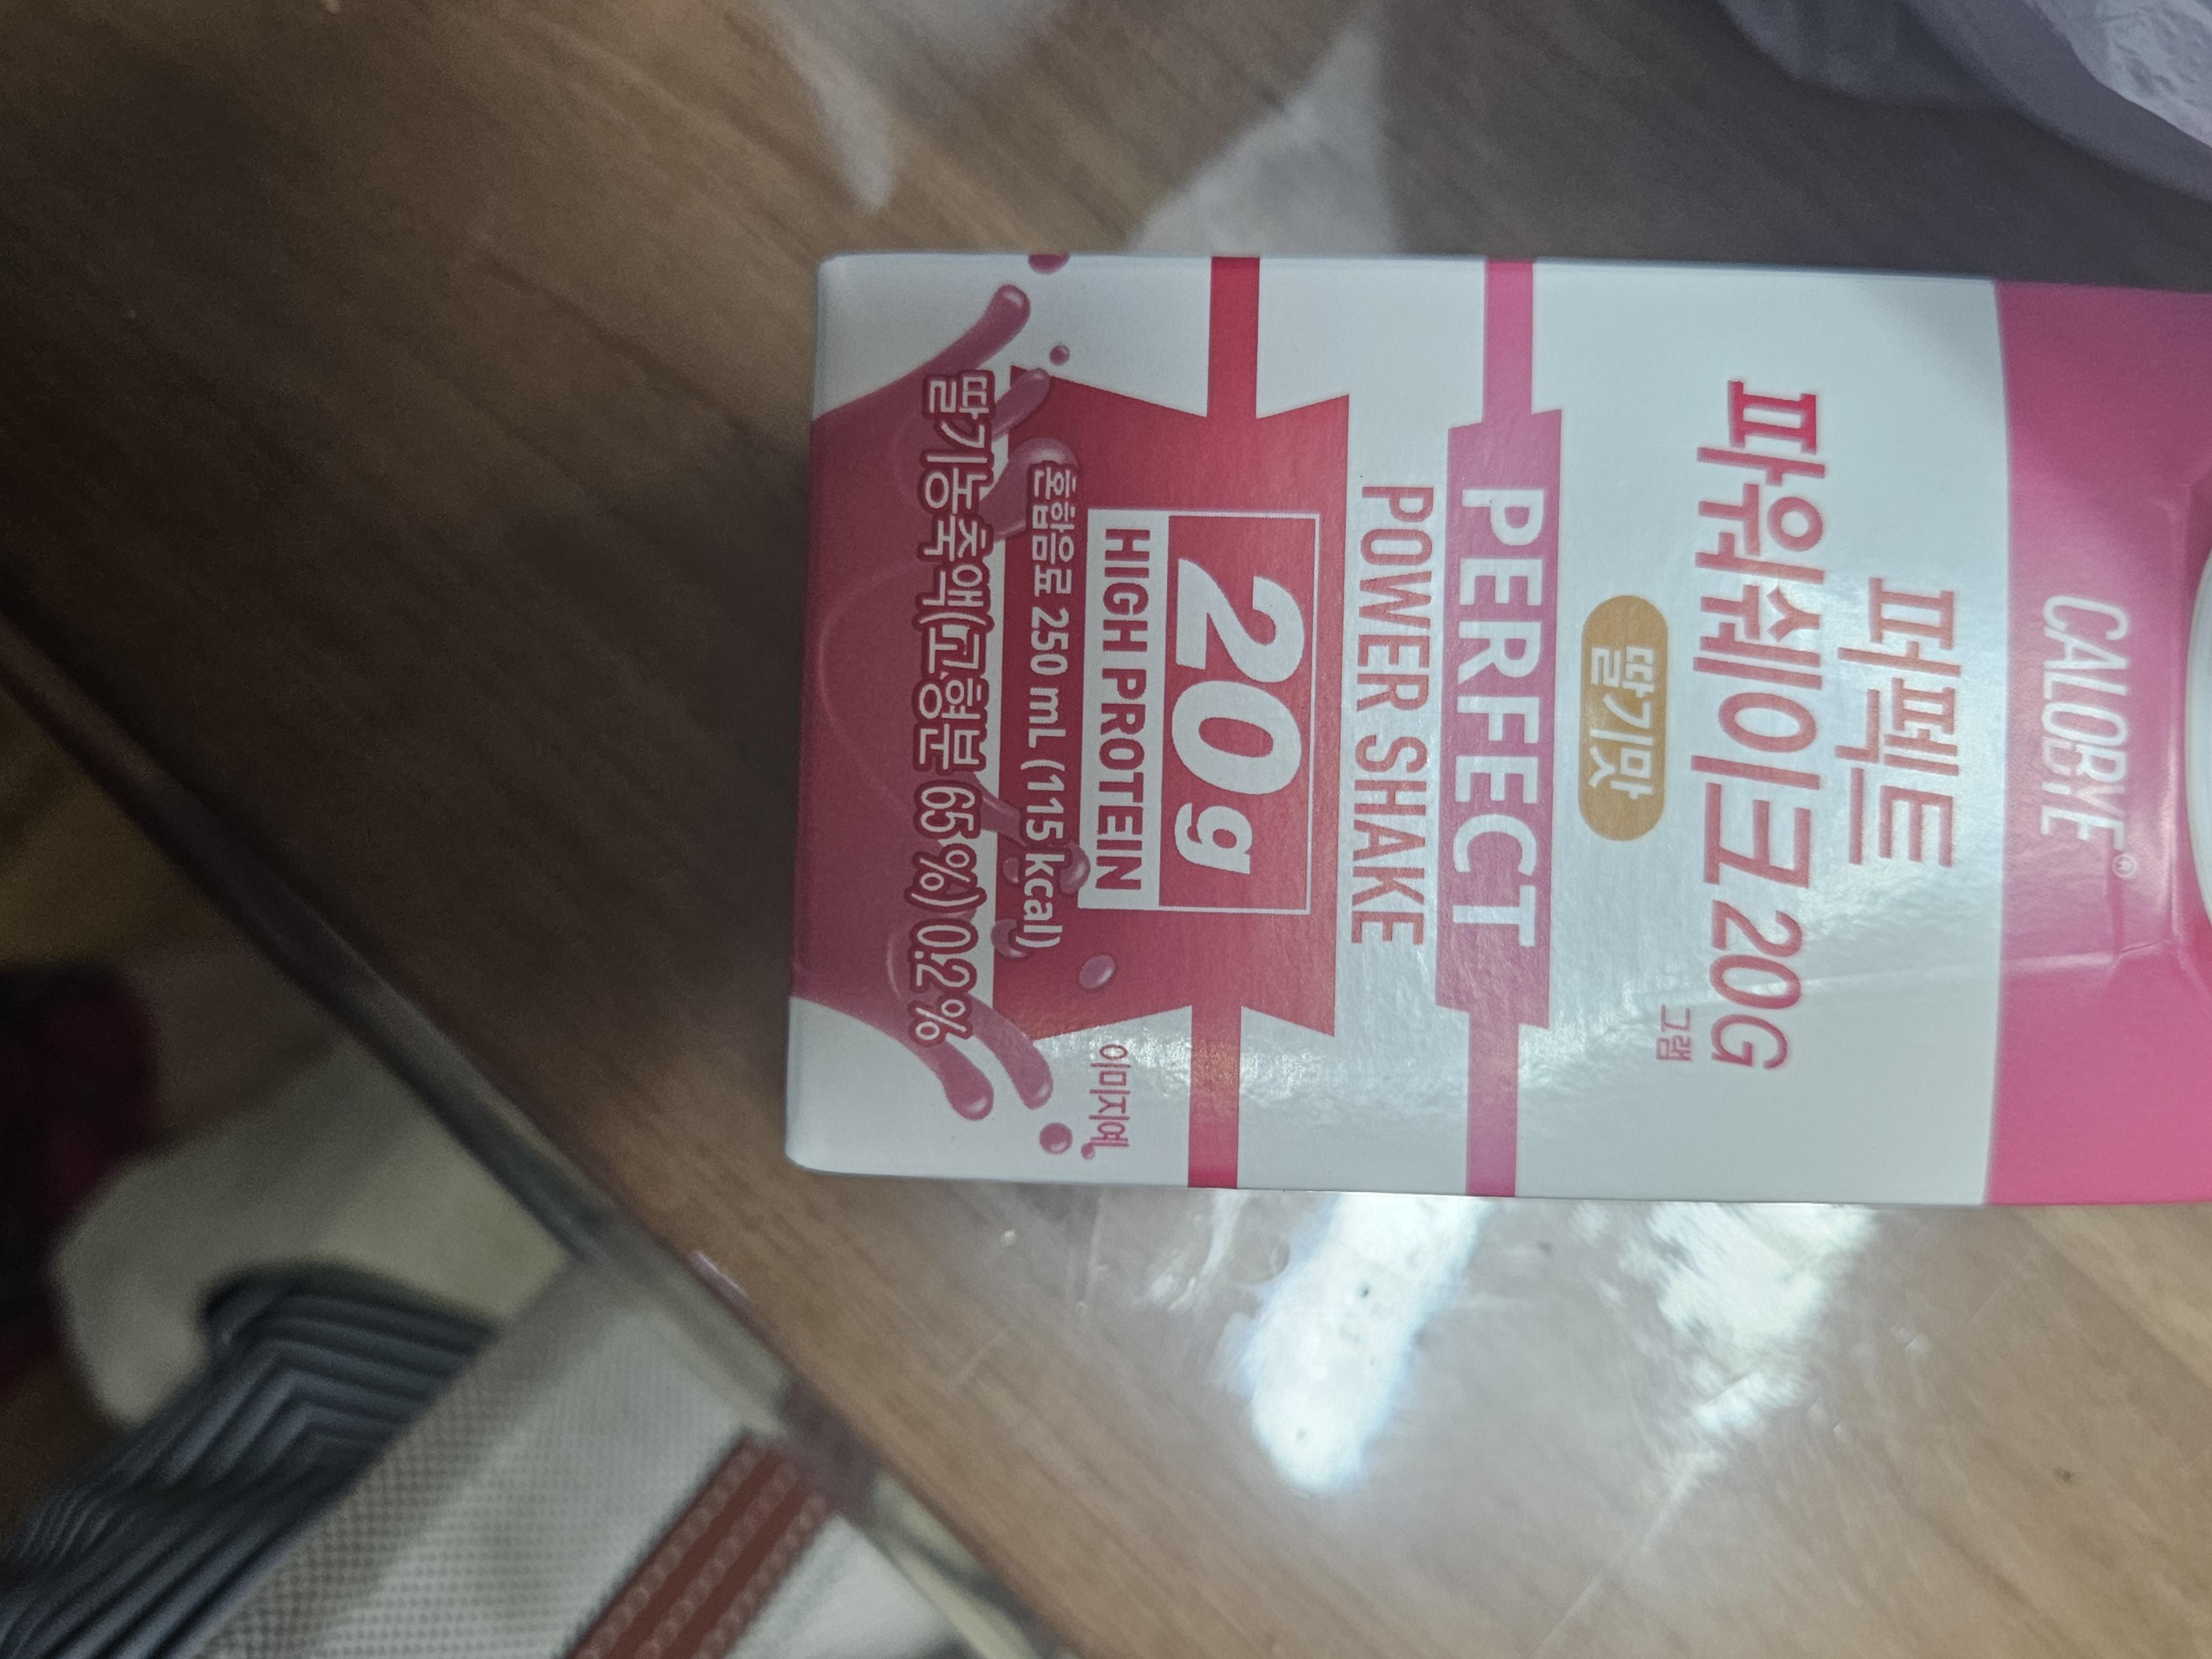 CALOBYE®
퍼펙트
파워쉐이크 20G
그램
딸기맛
PERFECT
POWER SHAKE
20g
HIGH PROTEIN
혼합음료 250 mL (115 kcal)
이미지예
딸기농축액(고형분 65 %) 0.2%